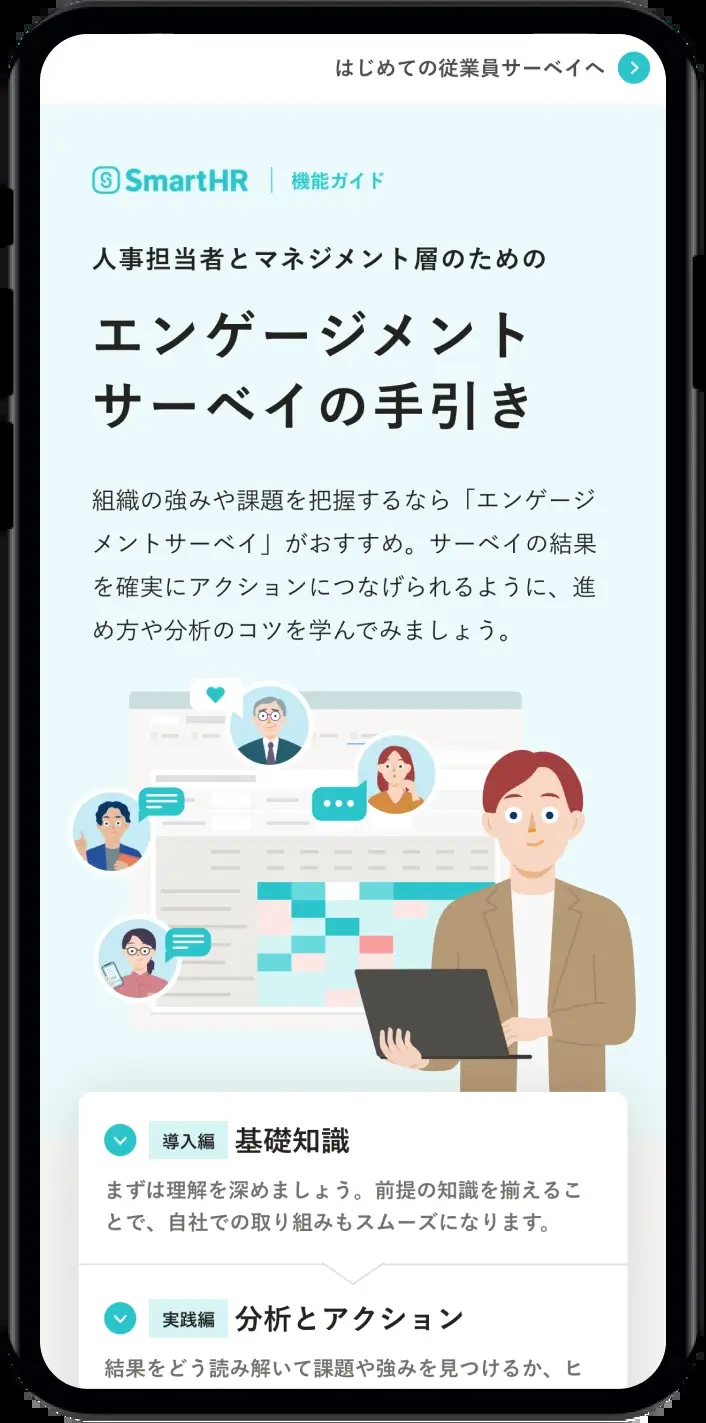 はじめての従業員サーベイへ
SmartHR 機能ガイド
人事担当者とマネジメント層のための
エンゲージメント
サーベイの手引き
組織の強みや課題を把握するなら「エンゲージ
メントサーベイ」がおすすめ。サーベイの結果
を確実にアクションにつなげられるように、進
め方や分析のコツを学んでみましょう。
導入編 基礎知識
まずは理解を深めましょう。前提の知識を揃えるこ
とで、自社での取り組みもスムーズになります。
実践編 分析とアクション
結果をどう読み解いて課題や強みを見つけるか、ヒ